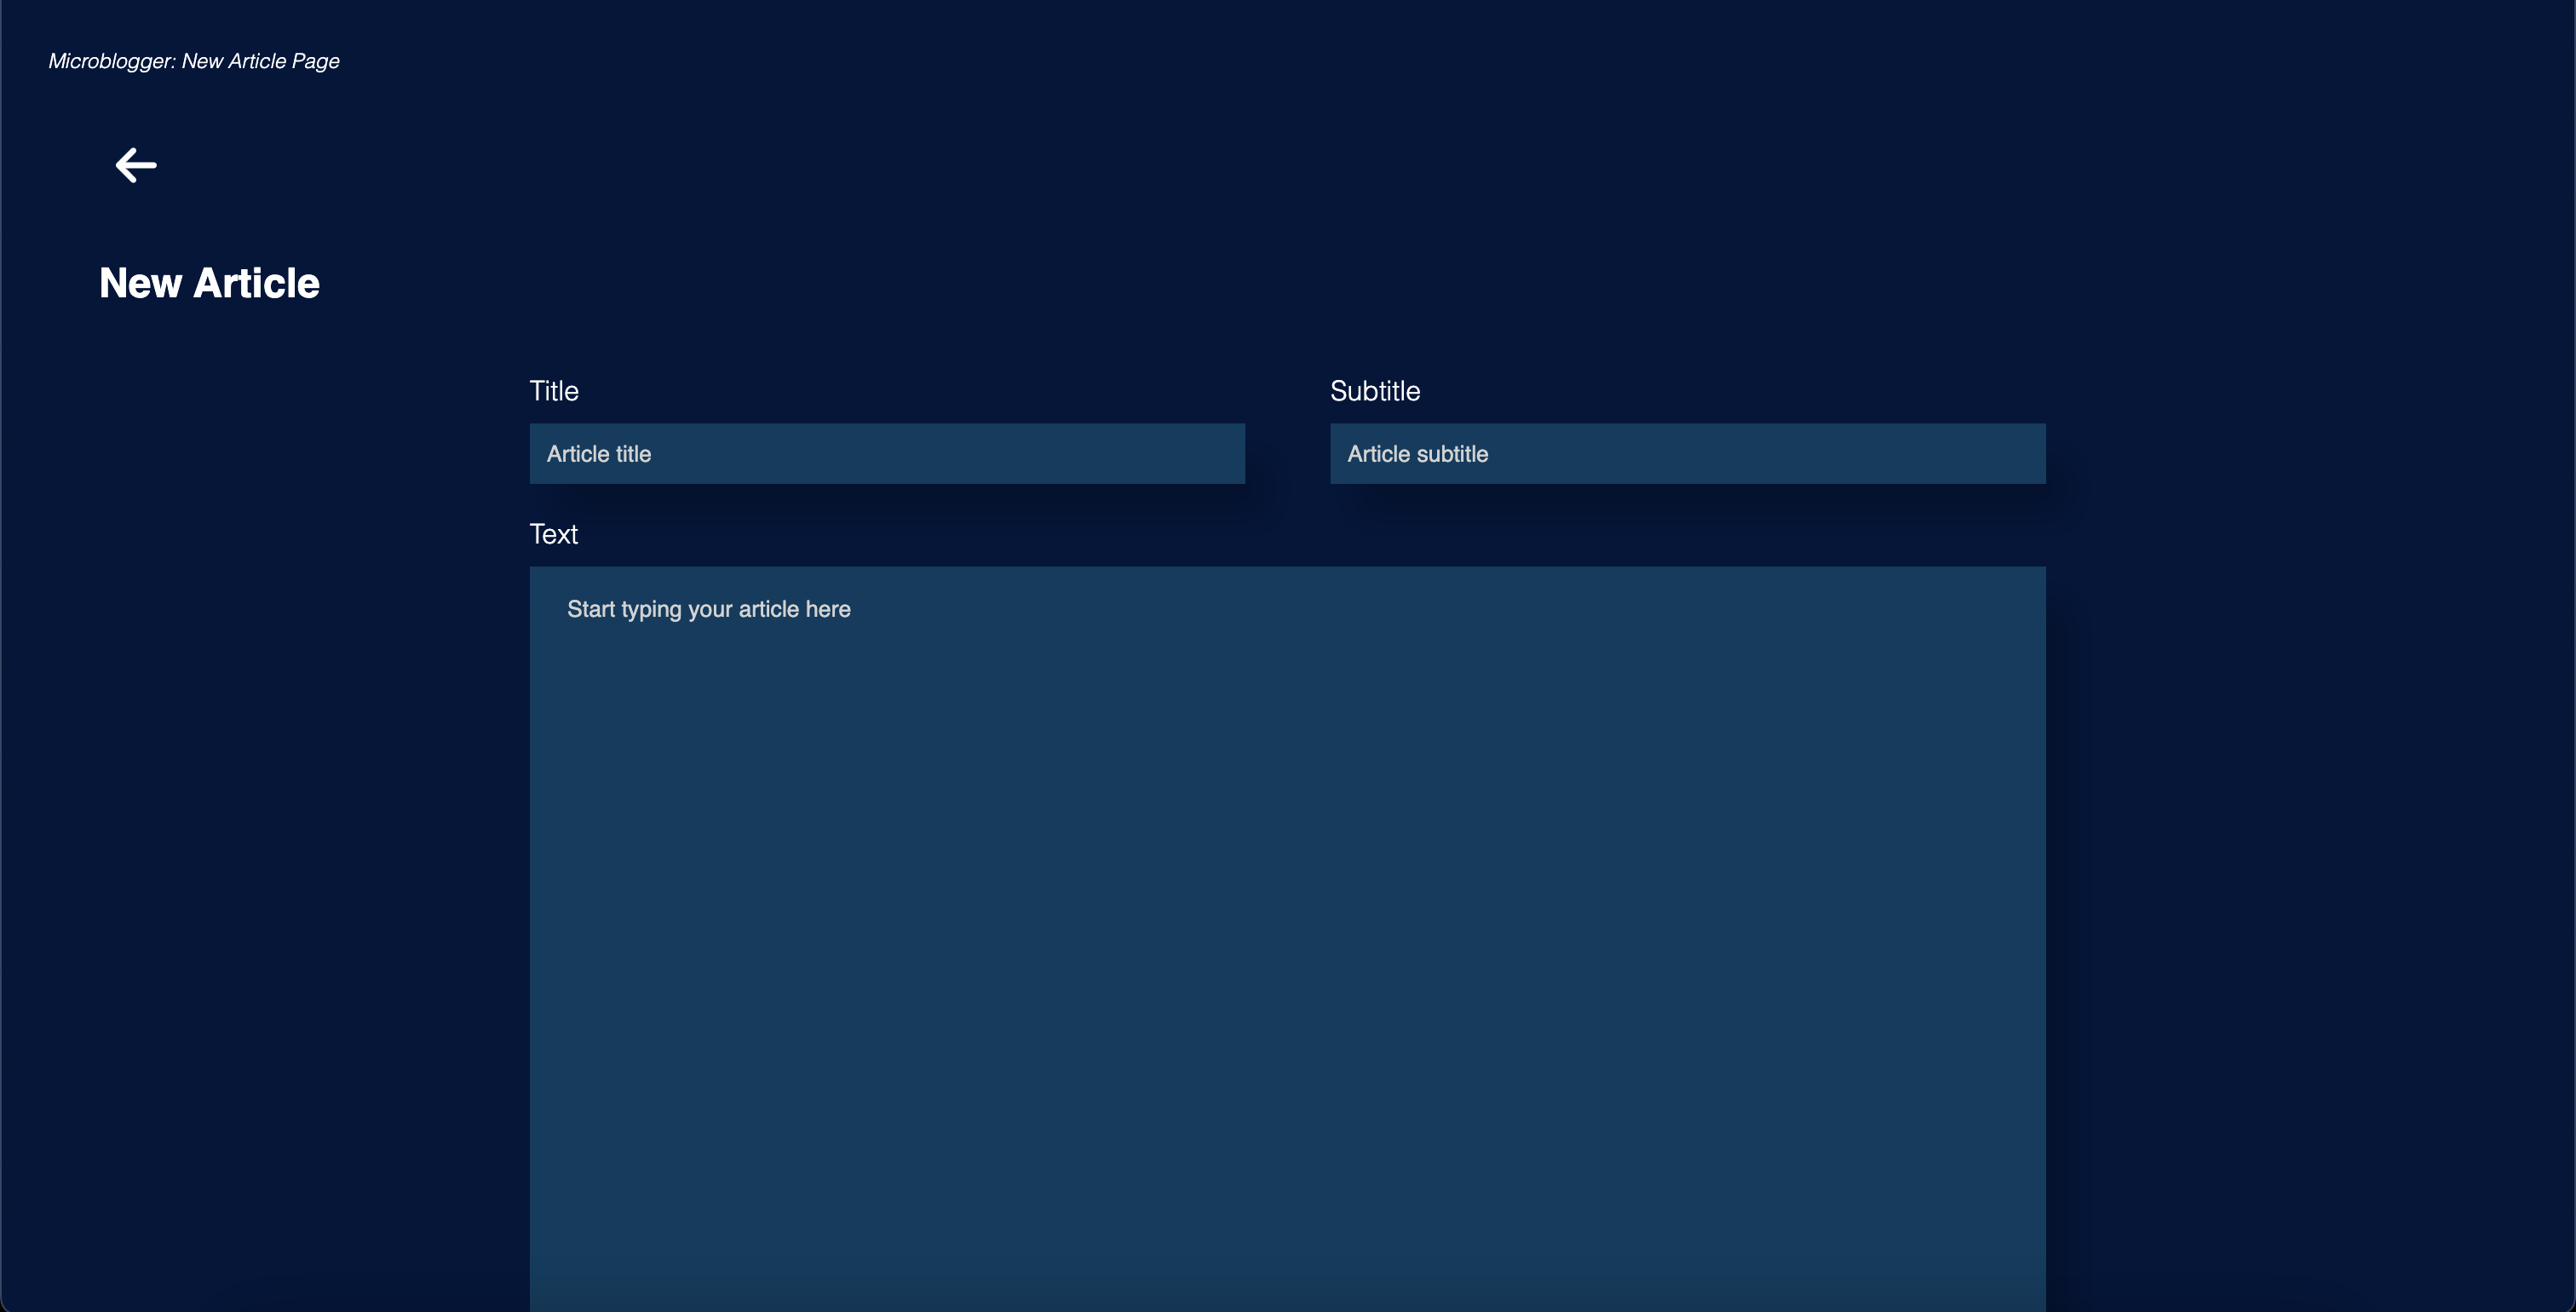 Microblogger: New Article Page
New Article
Title
Subtitle
Article title
Article subtitle
Text
Start typing your article here